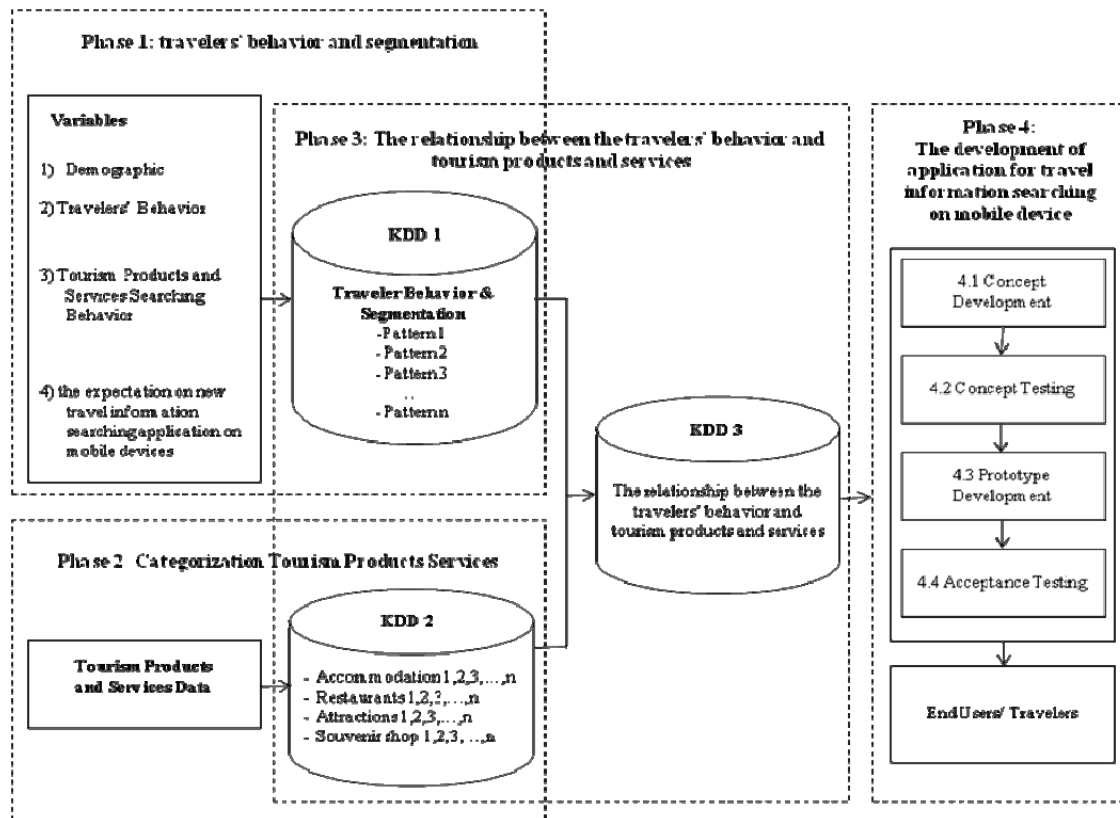 Phase 1: travelers' behavior and segmentation
Variables
1) Demographic
2) Travelers' Behavior
3) Tourism Products and
Services Searching
Behavior
4) the expectation on new
travel information
searching application on
mobile devices
Phase 3: The relationship between the travelers' behavior and
tourism products and services
KDD 1
Traveler Behavior &
Segmentation
- Pattern1
- Pattern2
- Pattern3
..
- Pattern n
Phase 2 Categorization Tourism Products Services
Tourism Products
and Services Data
KDD 2
- Accommodation 1,2,3,...,n
- Restaurants 1,2,3,...,n
- Attractions 1,2,3,...,n
- Souvenir shop 1,2,3, ...,n
KDD 3
The relationship between the
travelers' behavior and
tourism products and services
Phase 4:
The development of
application for travel
information searching
on mobile device
4.1 Concept
Development
4.2 Concept Testing
4.3 Prototype
Development
4.4 Acceptance Testing
End Users/ Travelers